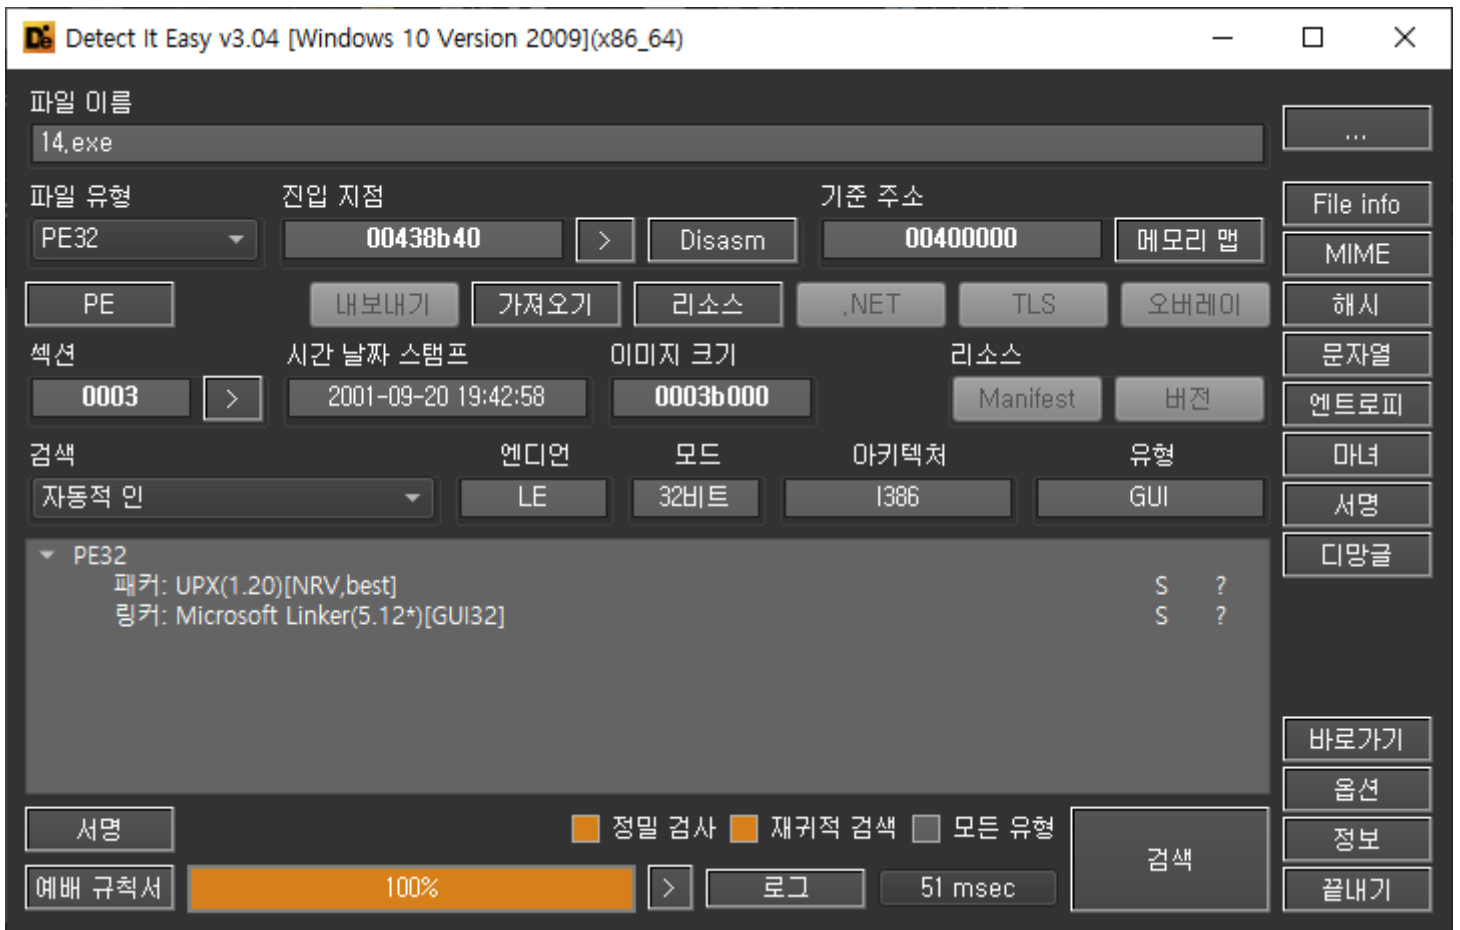 Detect It Easy v3.04 [Windows 10 Version 2009](x86_64)
파일 이름
14.exe
...
파일 유형 진입 지점 기준 주소
File info
PE32 00438b40 > Disasm 00400000 메모리 맵
MIME
PE 내보내기 가져오기 리소스 .NET TLS 오버레이
해시
섹션 시간 날짜 스탬프 이미지 크기 리소스
문자열
0003 > 2001-09-20 19:42:58 0003b000 Manifest 버전
엔트로피
검색 엔디언 모드 아키텍처 유형
마녀
자동적 인 LE 32비트 I386 GUI
서명
PE32
디망글
패커: UPX(1.20)[NRV,best] S ?
링커: Microsoft Linker(5.12*)[GUI32] S ?
바로가기
옵션
서명 정밀 검사 재귀적 검색 모든 유형
정보
검색
예배 규칙서 100% > 로그 51 msec
끝내기